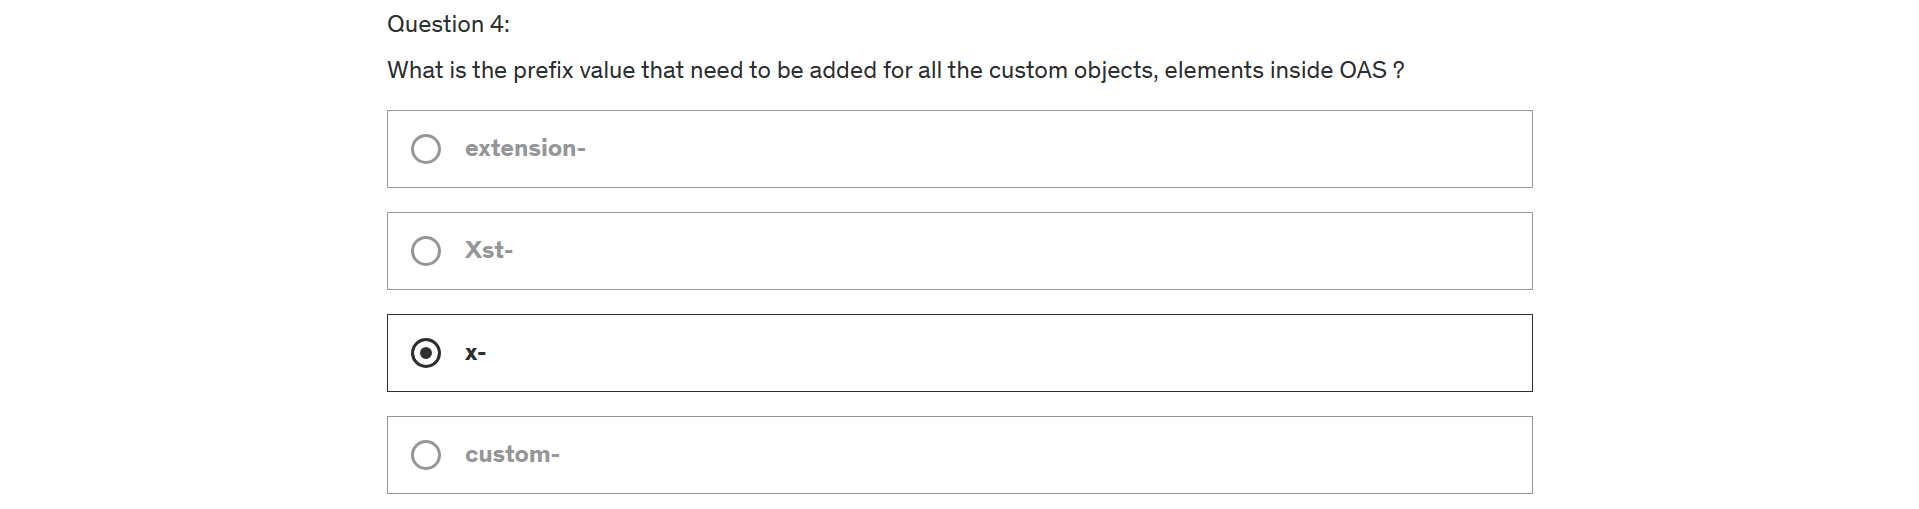 Question 4:
What is the prefix value that need to be added for all the custom objects, elements inside OAS ?
extension-
Xst-
x-
custom-